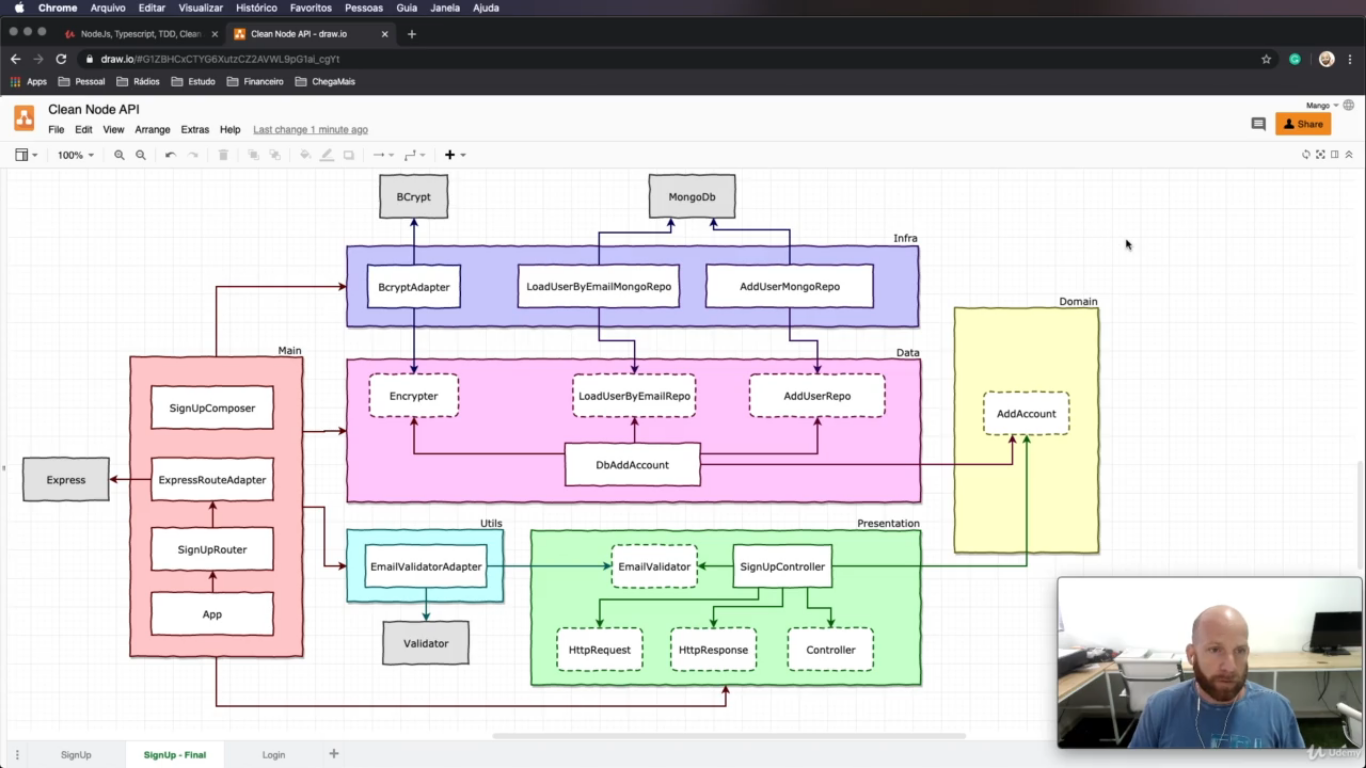 Chrome Arquivo Editar Visualizar Histórico Favoritos Pessoas Guia Janela Ajuda
NodeJs, Typescript, TDD, Clean
Clean Node API - draw.io
draw.io/#G1ZBHCxCTYG6XutzCZ2AVWL9pG1ai_cgYt
Apps Pessoal Rádios Estudo Financeiro ChegaMais
Clean Node API
Mango
File Edit View Arrange Extras Help Last change 1 minute ago
Share
100%
BCrypt
MongoDb
Infra
BcryptAdapter
LoadUserByEmailMongoRepo
AddUserMongoRepo
Domain
Main
Data
SignUpComposer
Encrypter
LoadUserByEmailRepo
AddUserRepo
AddAccount
DbAddAccount
Express
ExpressRouteAdapter
Utils
Presentation
SignUpRouter
EmailValidatorAdapter
EmailValidator
SignUpController
App
Validator
HttpRequest
HttpResponse
Controller
SignUp
SignUp - Final
Login
Udemy